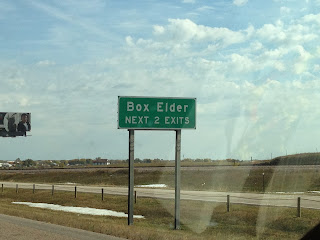 Box Elder
NEXT 2 EXITS